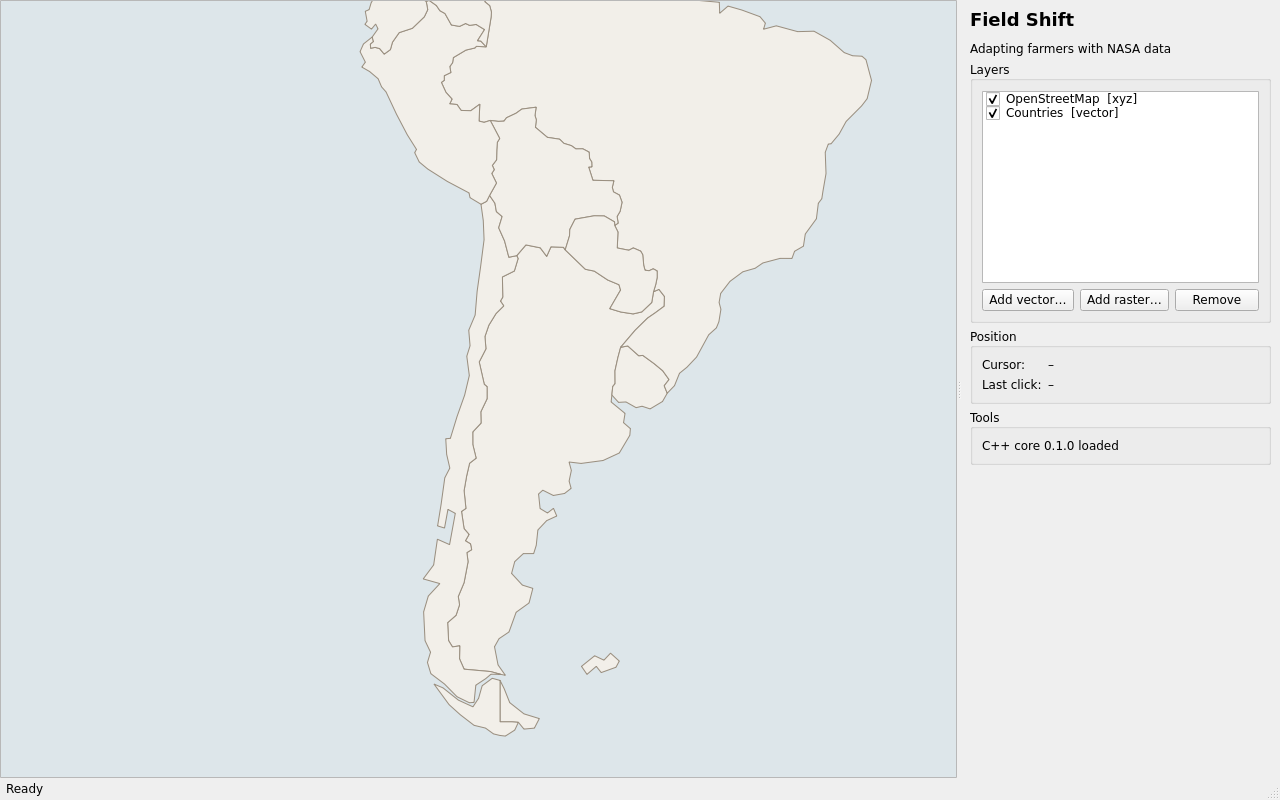 Field Shift
Adapting farmers with NASA data
Layers
OpenStreetMap  [xyz]
Countries  [vector]
Add vector...
Add raster...
Remove
Position
Cursor: –
Last click: –
Tools
C++ core 0.1.0 loaded
Ready